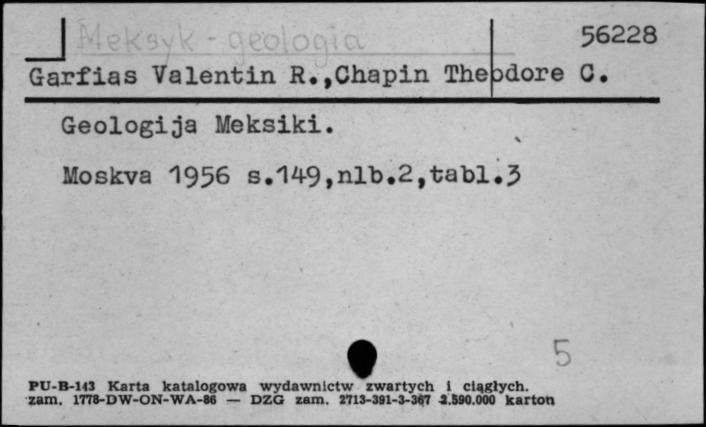 Meksyk - geologia
56228
Garfias Valentin R.,Chapin Theodore C.
Geologija Meksiki.
Moskva 1956 s.149,nlb.2,tabl.3
5
PU-B-143 Karta katalogowa wydawnictw zwartych i ciągłych.
zam. 1778-DW-ON-WA-86 — DZG zam. 2713-391-3-367 2.590.000 karton